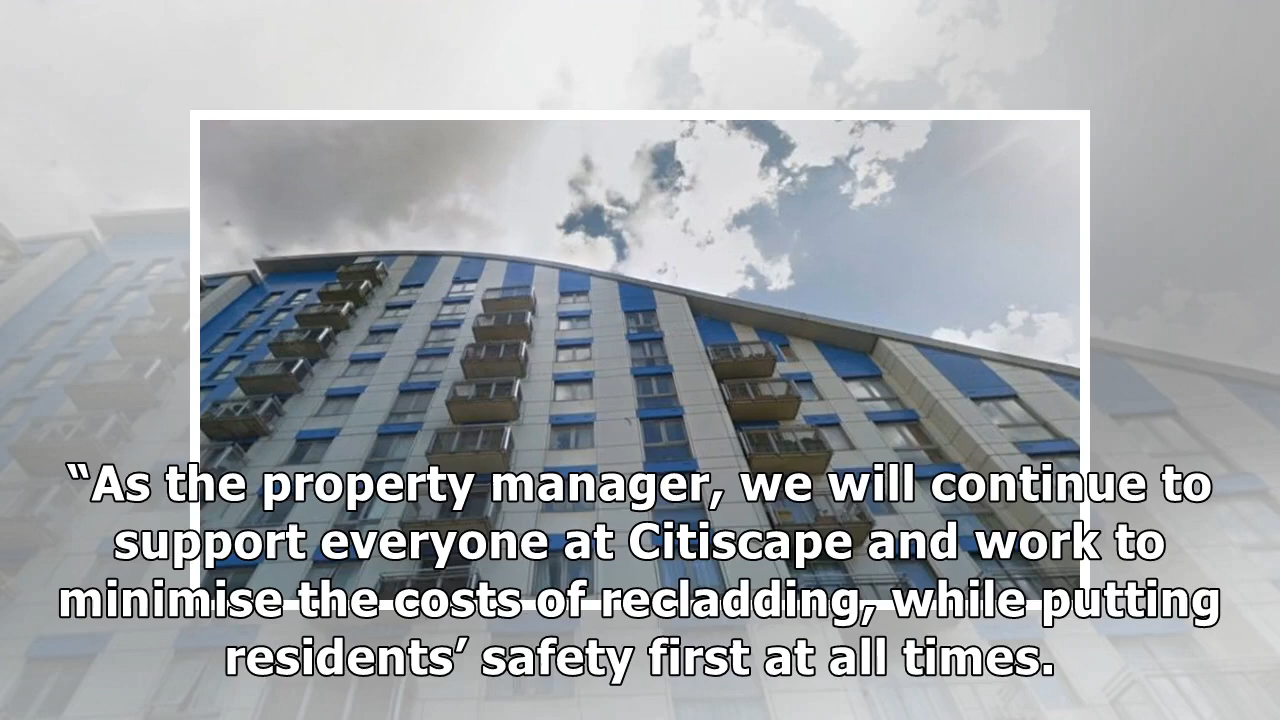 “As the property manager, we will continue to
support everyone at Citiscape and work to
minimise the costs of recladding, while putting
residents’ safety first at all times.